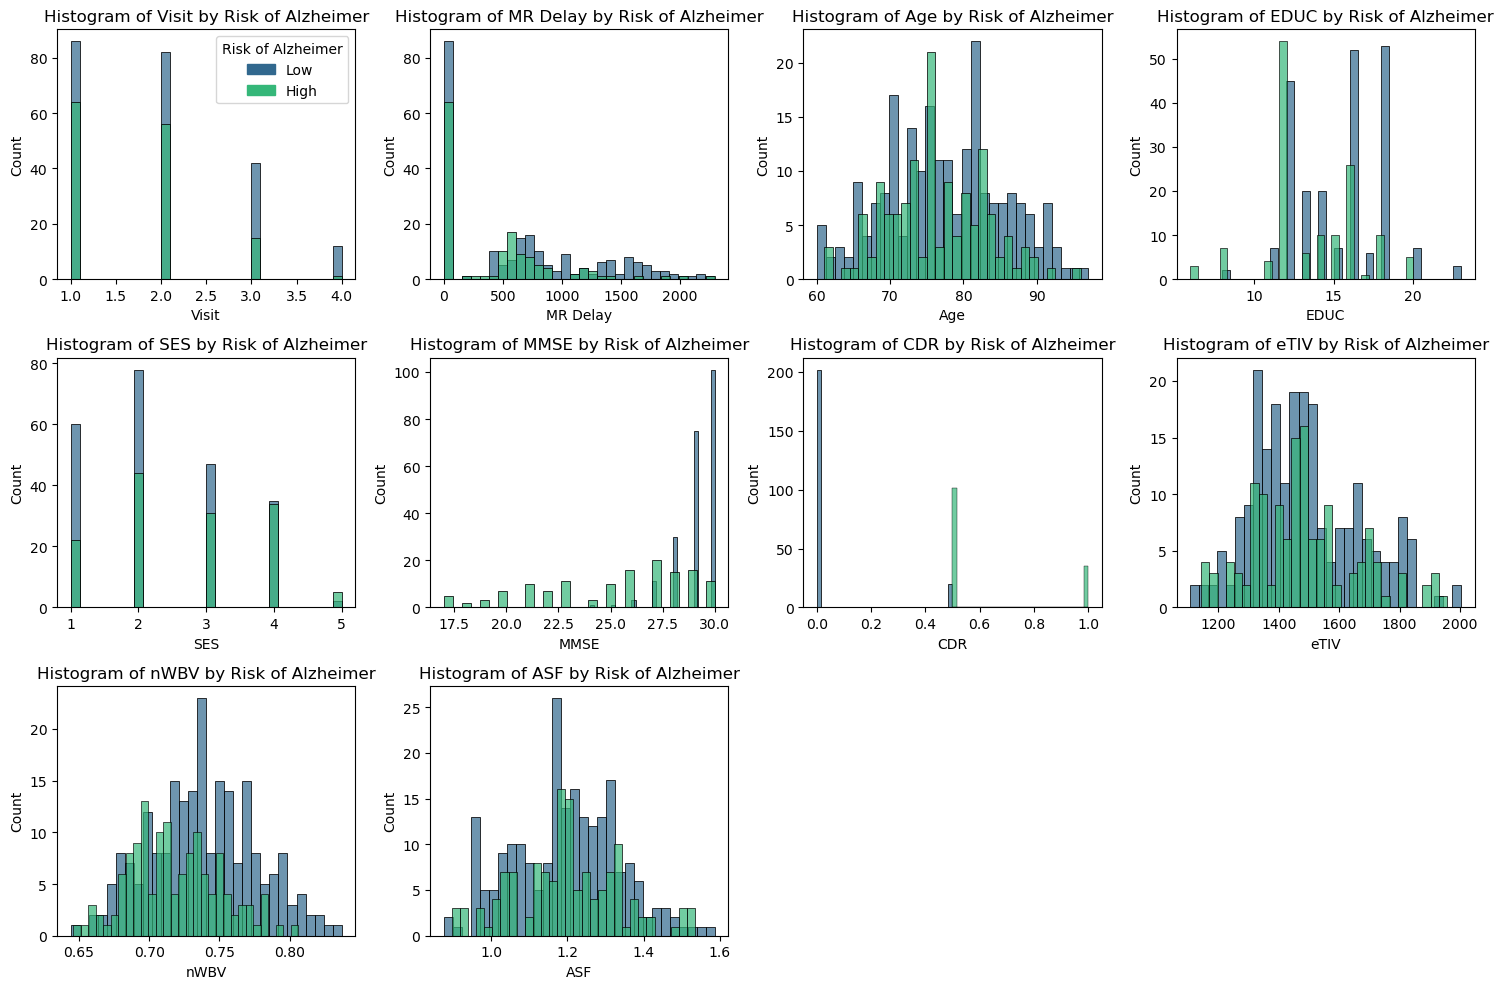 Histogram of Visit by Risk of Alzheimer
80
60
40
20
0
Count
1.0 1.5 2.0 2.5 3.0 3.5 4.0
Visit
Risk of Alzheimer
Low
High
Histogram of MR Delay by Risk of Alzheimer
80
60
40
20
0
Count
0 500 1000 1500 2000
MR Delay
Histogram of Age by Risk of Alzheimer
20
15
10
5
0
Count
60 70 80 90
Age
Histogram of EDUC by Risk of Alzheimer
50
40
30
20
10
0
Count
10 15 20
EDUC
Histogram of SES by Risk of Alzheimer
80
60
40
20
0
Count
1 2 3 4 5
SES
Histogram of MMSE by Risk of Alzheimer
100
80
60
40
20
0
Count
17.5 20.0 22.5 25.0 27.5 30.0
MMSE
Histogram of CDR by Risk of Alzheimer
200
150
100
50
0
Count
0.0 0.2 0.4 0.6 0.8 1.0
CDR
Histogram of eTIV by Risk of Alzheimer
20
15
10
5
0
Count
1200 1400 1600 1800 2000
eTIV
Histogram of nWBV by Risk of Alzheimer
20
15
10
5
0
Count
0.65 0.70 0.75 0.80
nWBV
Histogram of ASF by Risk of Alzheimer
25
20
15
10
5
0
Count
1.0 1.2 1.4 1.6
ASF